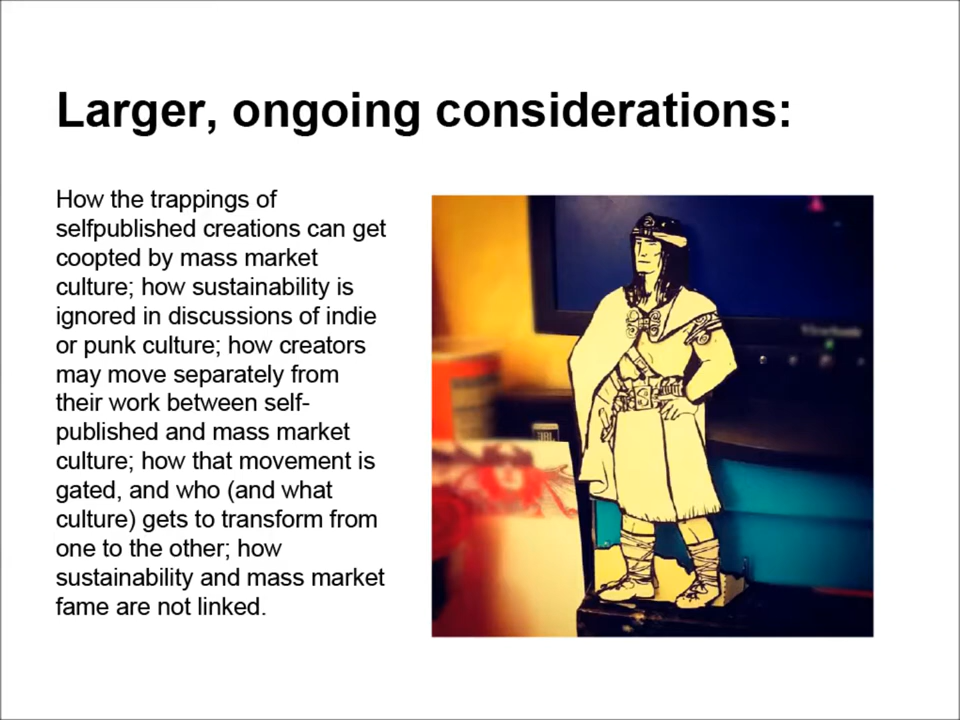 Larger, ongoing considerations:
How the trappings of
selfpublished creations can get
coopted by mass market
culture; how sustainability is
ignored in discussions of indie
or punk culture; how creators
may move separately from
their work between self-
published and mass market
culture; how that movement is
gated, and who (and what
culture) gets to transform from
one to the other; how
sustainability and mass market
fame are not linked.
JBL